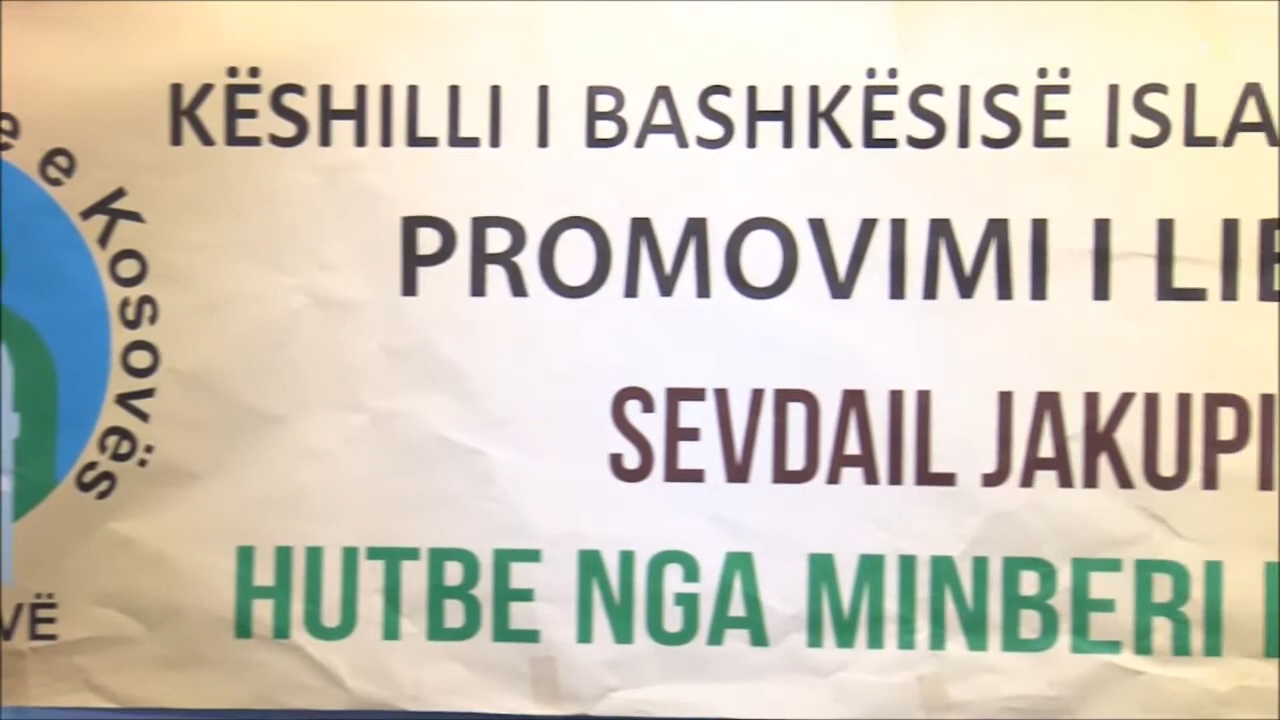 KËSHILLI I BASHKËSISË ISLA
PROMOVIMI I LIB
SEVDAIL JAKUPI
HUTBE NGA MINBERI
e Kosovës
VË